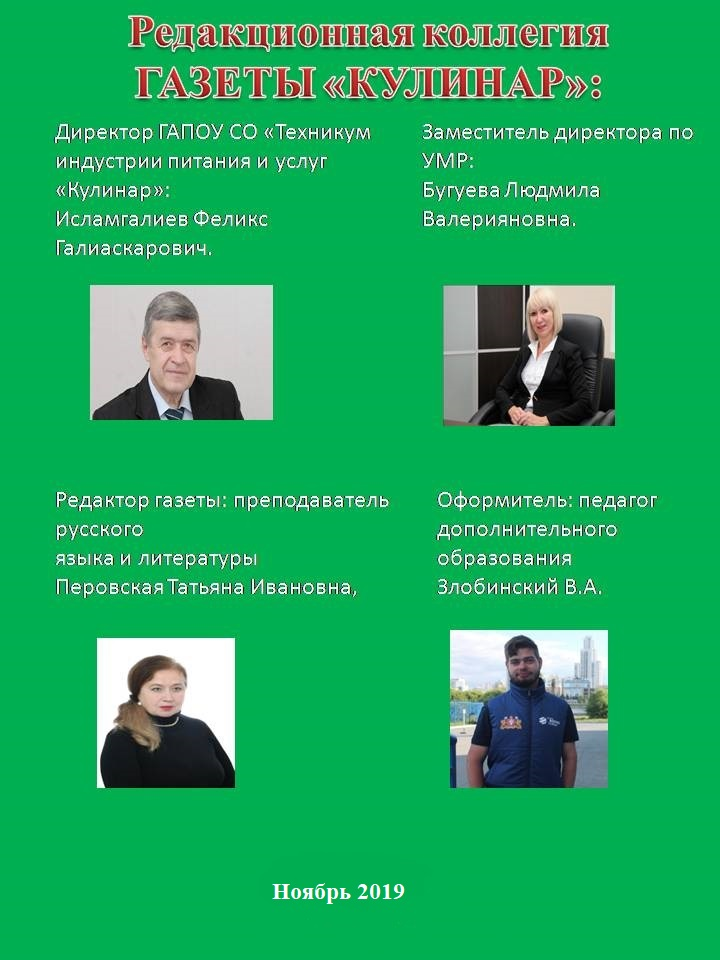 Редакционная коллегия
ГАЗЕТЫ «КУЛИНАР»:
Директор ГАПОУ СО «Техникум
индустрии питания и услуг
«Кулинар»:
Исламгалиев Феликс
Галиаскарович.
Заместитель директора по
УМР:
Бугуева Людмила
Валерияновна.
Редактор газеты: преподаватель
русского
языка и литературы
Перовская Татьяна Ивановна,
Оформитель: педагог
дополнительного
образования
Злобинский В.А.
Ноябрь 2019